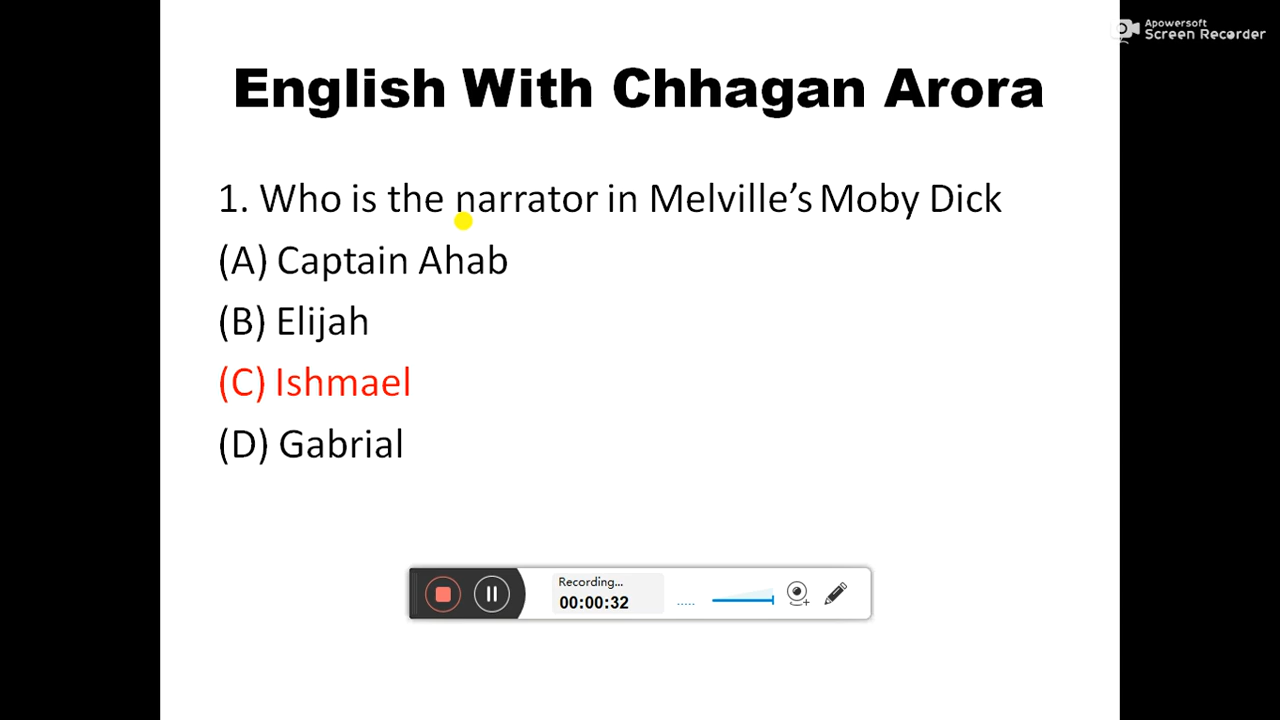 Apowersoft
Screen Recorder
English With Chhagan Arora
1. Who is the narrator in Melville’s Moby Dick
(A) Captain Ahab
(B) Elijah
(C) Ishmael
(D) Gabrial
Recording...
00:00:32